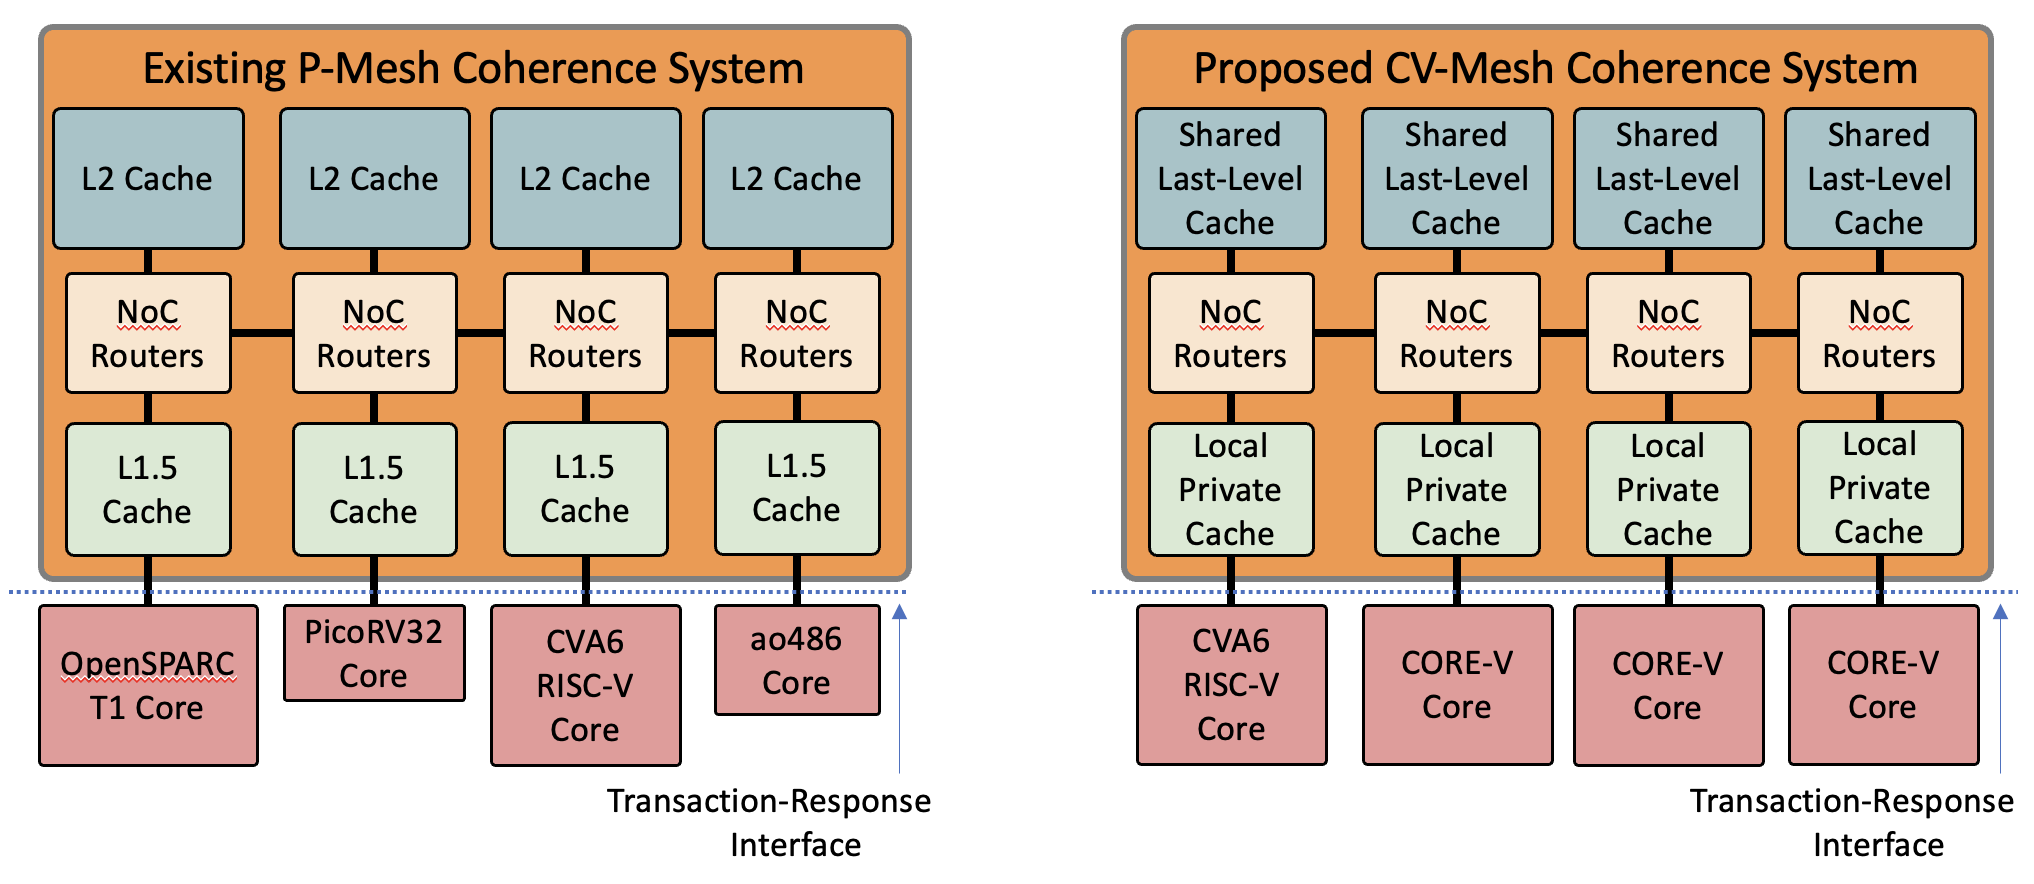 Existing P-Mesh Coherence System
L2 Cache
L2 Cache
L2 Cache
L2 Cache
NoC
Routers
NoC
Routers
NoC
Routers
NoC
Routers
L1.5
Cache
L1.5
Cache
L1.5
Cache
L1.5
Cache
OpenSPARC
T1 Core
PicoRV32
Core
CVA6
RISC-V
Core
ao486
Core
Transaction-Response
Interface
Proposed CV-Mesh Coherence System
Shared
Last-Level
Cache
Shared
Last-Level
Cache
Shared
Last-Level
Cache
Shared
Last-Level
Cache
NoC
Routers
NoC
Routers
NoC
Routers
NoC
Routers
Local
Private
Cache
Local
Private
Cache
Local
Private
Cache
Local
Private
Cache
CVA6
RISC-V
Core
CORE-V
Core
CORE-V
Core
CORE-V
Core
Transaction-Response
Interface